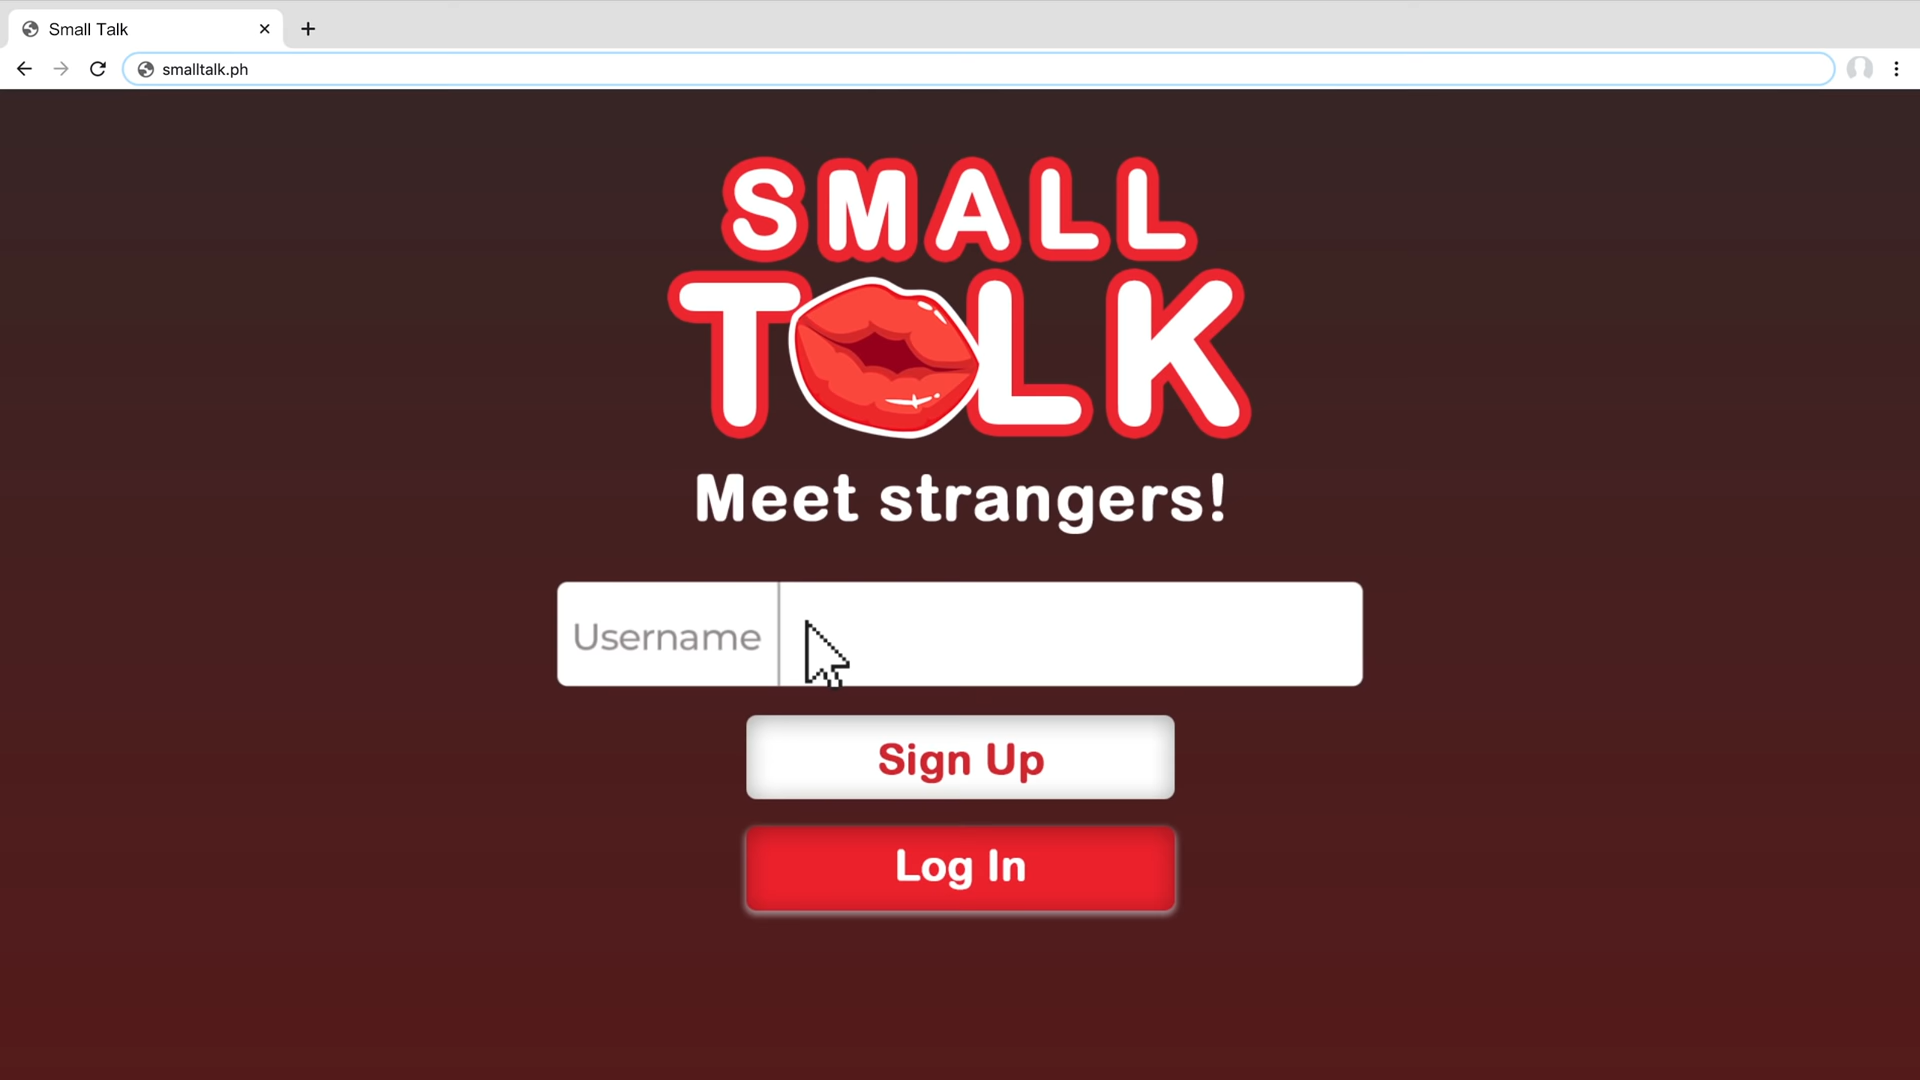 Small Talk
smalltalk.ph
SMALL
TALK
Meet strangers!
Username
Sign Up
Log In